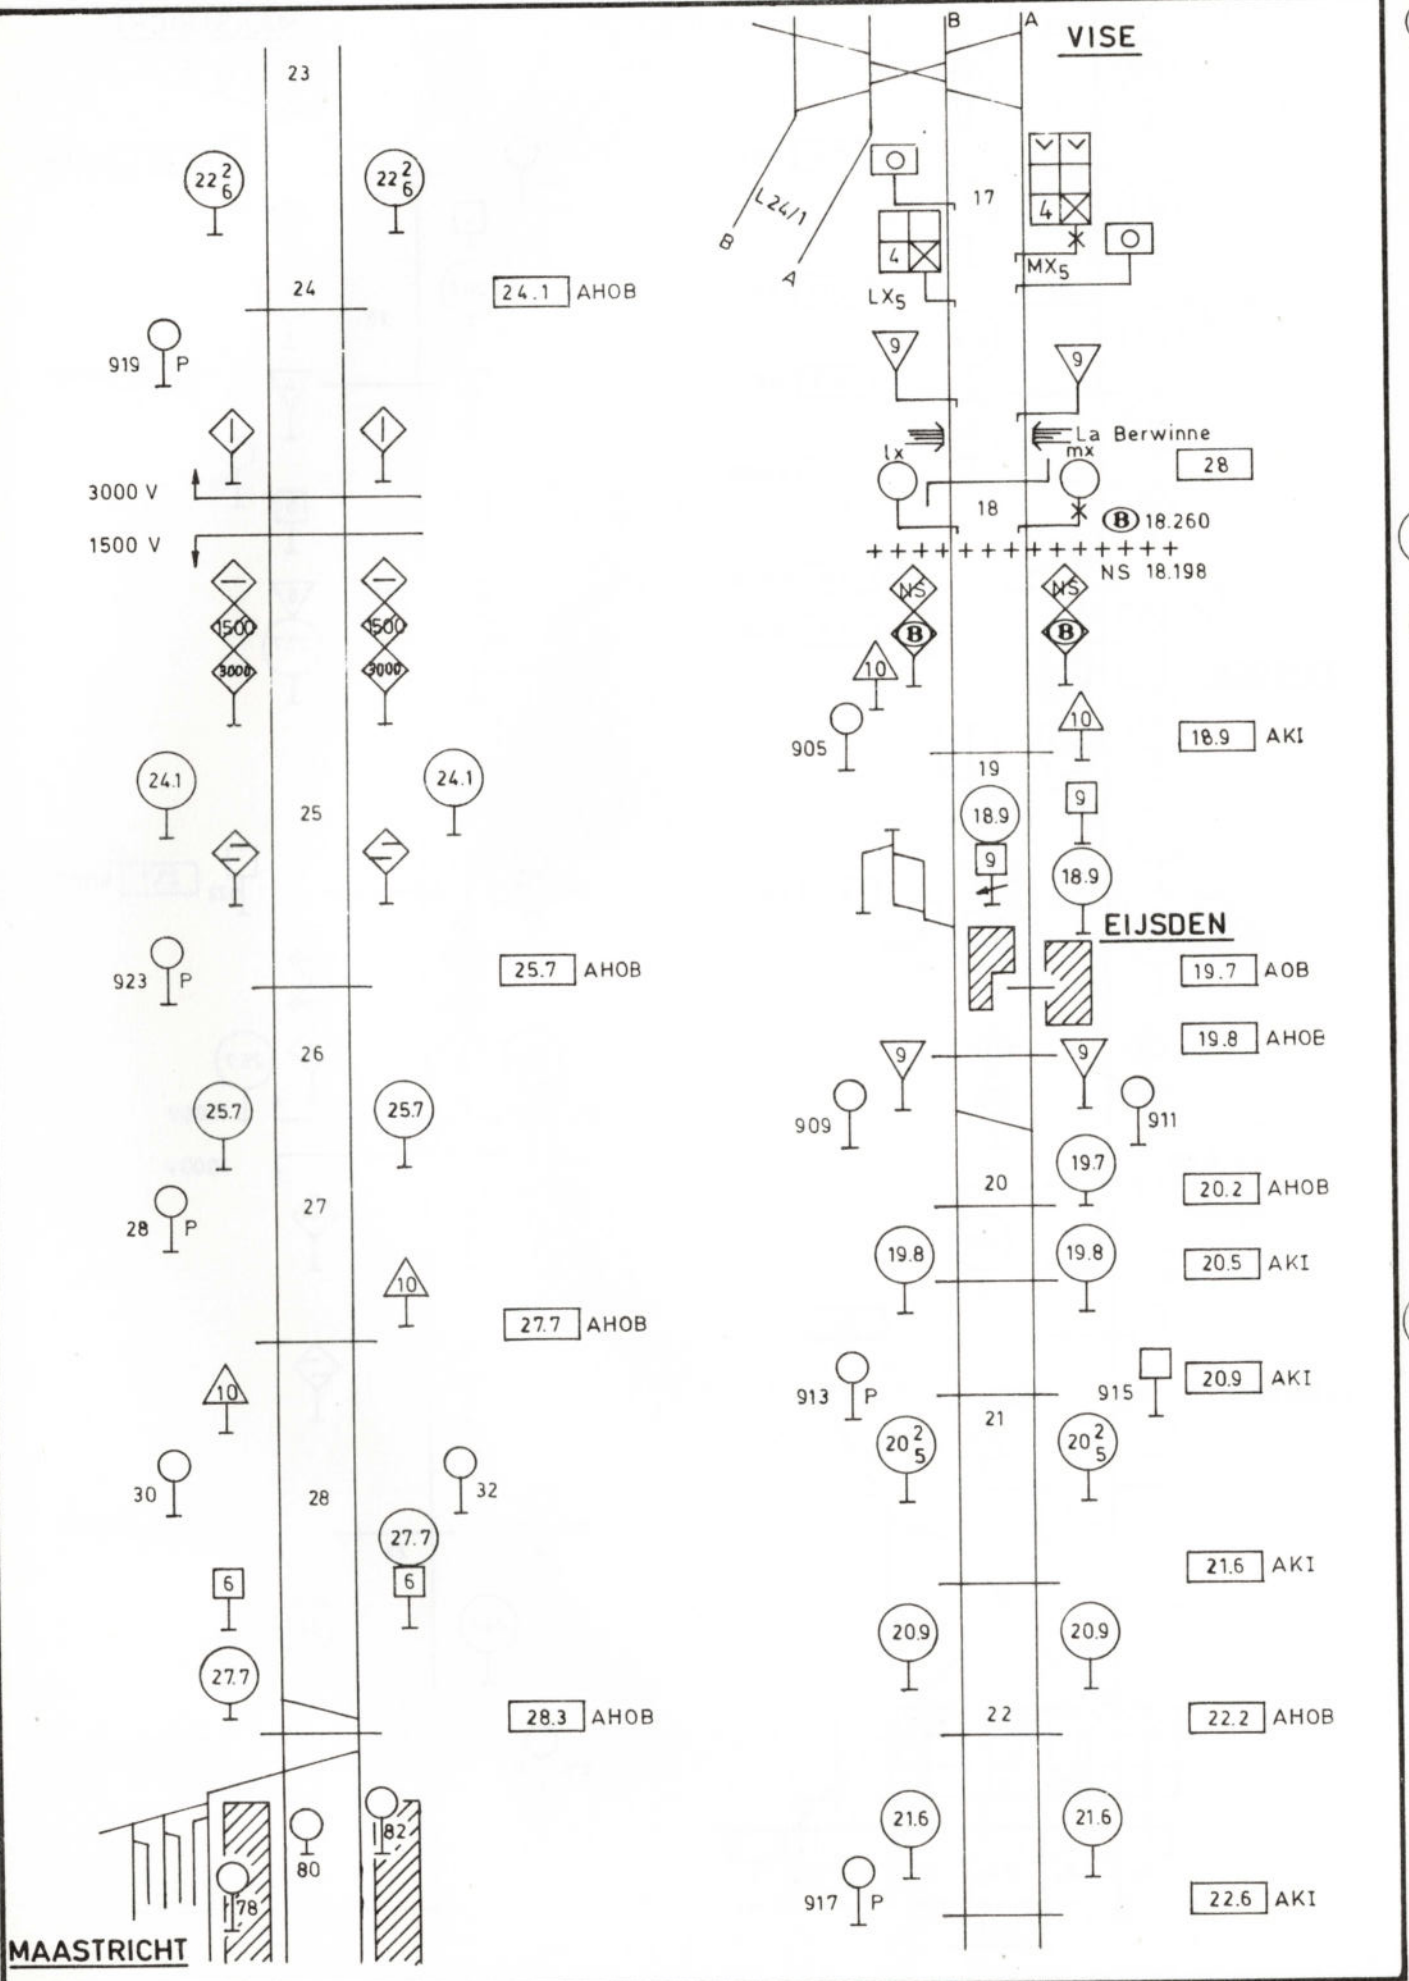 23
22 2 6
22 2 6
24
24.1 AHOB
919 P
3000 V
1500 V
1500
1500
3000
3000
24.1
24.1
25
923 P
25.7 AHOB
26
25.7
25.7
27
28 P
10
27.7 AHOB
10
30
28
32
27.7
6
6
27.7
28.3 AHOB
82
80
78
MAASTRICHT
B
A
VISE
17
4
L24/1
B
A
4
MX5
LX5
9
9
La Berwinne
lx
mx
28
18
B 18.260
NS 18.198
NS
NS
B
B
10
10
905
18.9 AKI
19
9
18.9
9
18.9
EIJSDEN
19.7 AOB
19.8 AHOB
9
9
909
911
19.7
20
20.2 AHOB
19.8
19.8
20.5 AKI
913 P
915
20.9 AKI
21
20 2 5
20 2 5
21.6 AKI
20.9
20.9
22
22.2 AHOB
21.6
21.6
917 P
22.6 AKI